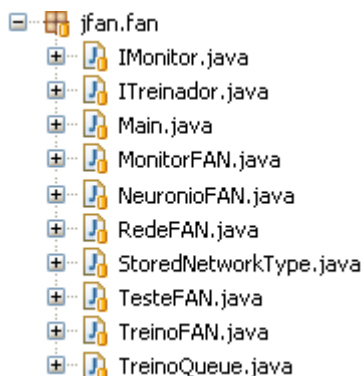 jfan.fan
IMonitor.java
ITreinador.java
Main.java
MonitorFAN.java
NeuronioFAN.java
RedeFAN.java
StoredNetworkType.java
TesteFAN.java
TreinoFAN.java
TreinoQueue.java